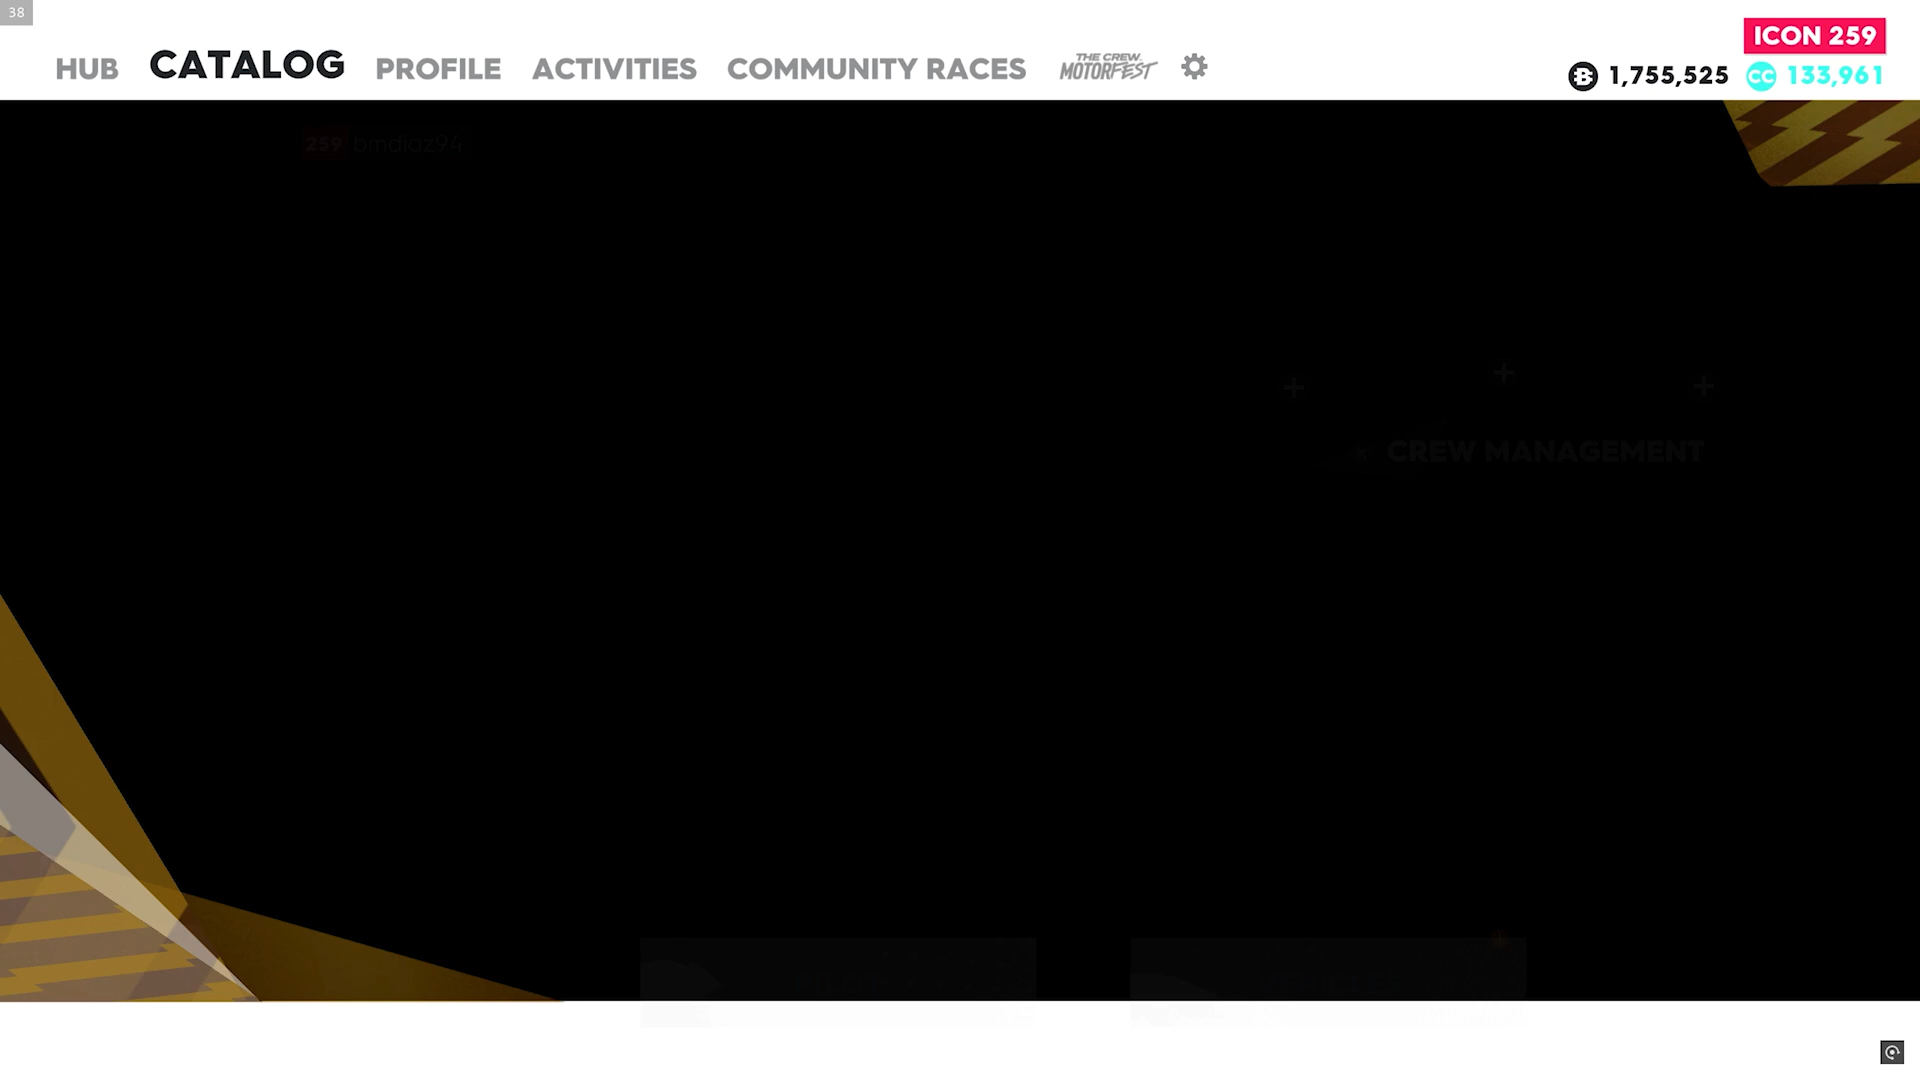 38
HUB CATALOG PROFILE ACTIVITIES COMMUNITY RACES THE CREW MOTORFEST
ICON 259
1,755,525 CC 133,961
259 bmdiaz94
CREW MANAGEMENT